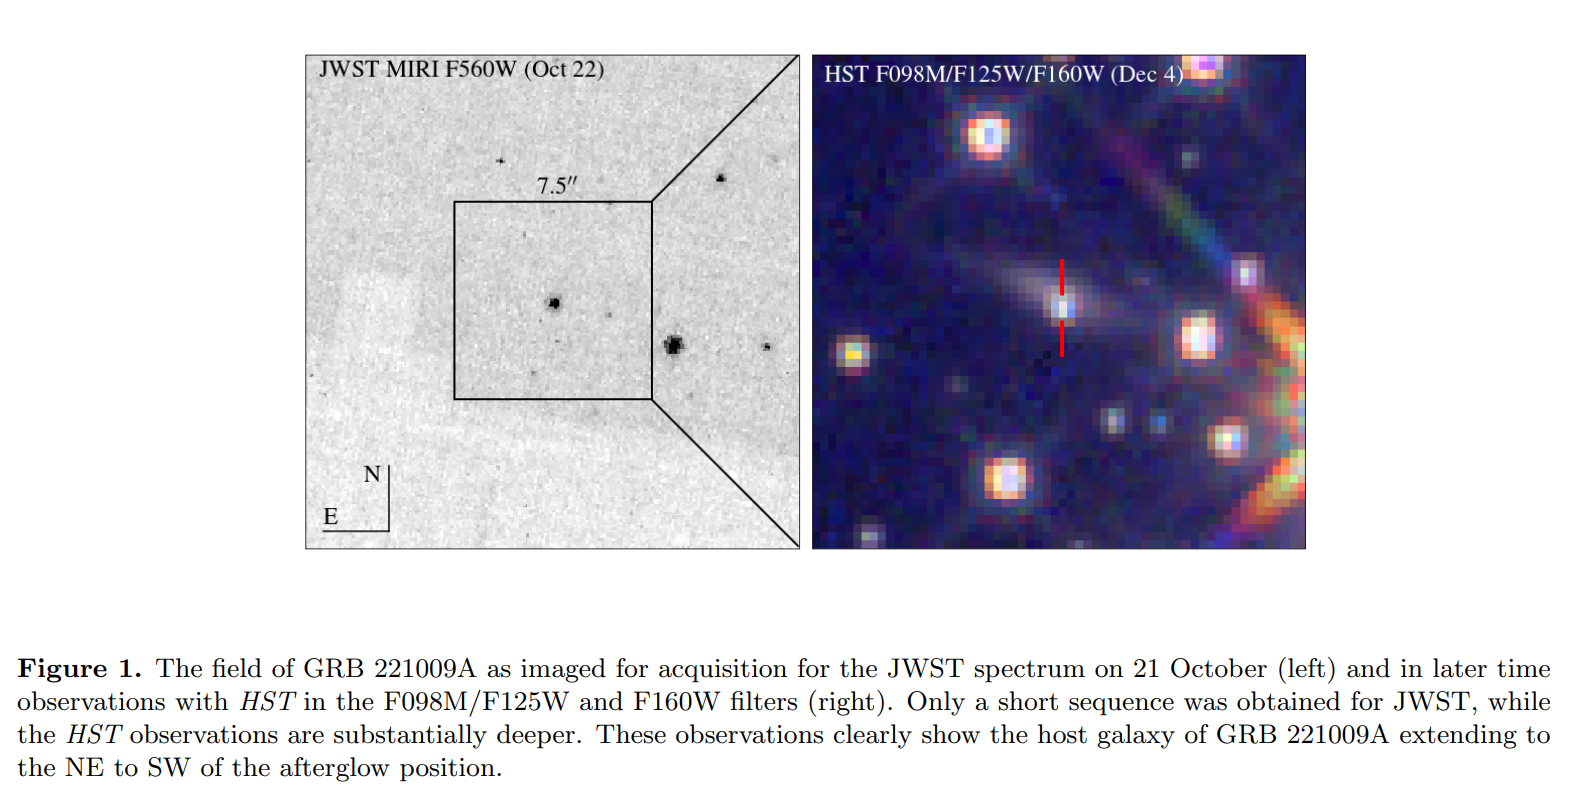 JWST MIRI F560W (Oct 22)
HST F098M/F125W/F160W (Dec 4)
7.5″
N
E
Figure 1. The field of GRB 221009A as imaged for acquisition for the JWST spectrum on 21 October (left) and in later time
observations with HST in the F098M/F125W and F160W filters (right). Only a short sequence was obtained for JWST, while
the HST observations are substantially deeper. These observations clearly show the host galaxy of GRB 221009A extending to
the NE to SW of the afterglow position.